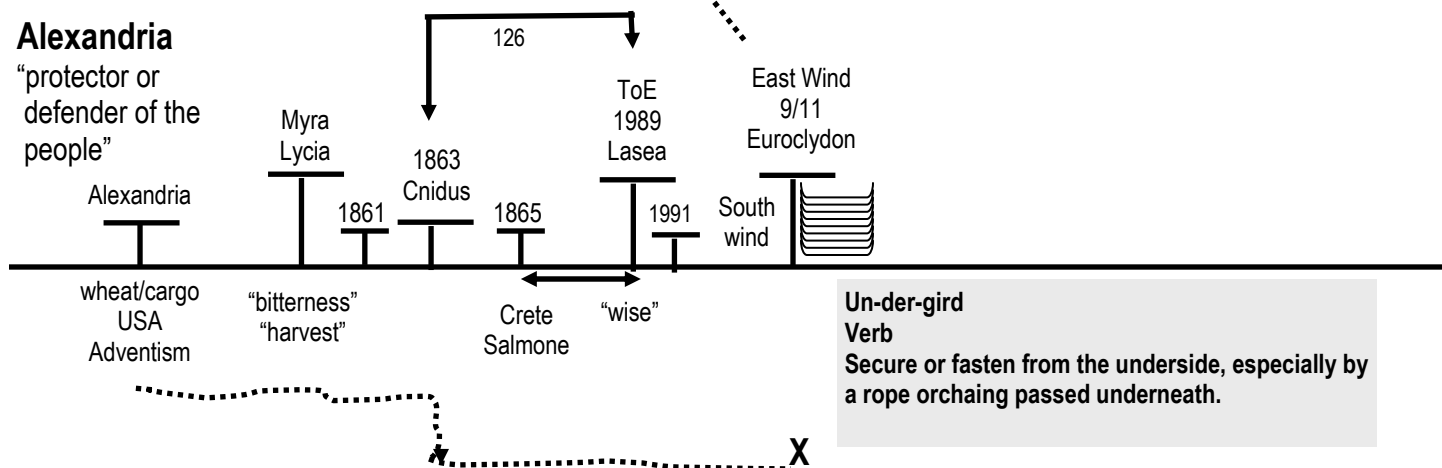 Alexandria
“protector or
defender of the
people”
126
Alexandria
Myra
Lycia
1861
1863
Cnidus
1865
ToE
1989
Lasea
1991
South
wind
East Wind
9/11
Euroclydon
wheat/cargo
USA
Adventism
“bitterness”
“harvest”
Crete
Salmone
“wise”
Un-der-gird
Verb
Secure or fasten from the underside, especially by
a rope orchaing passed underneath.
X